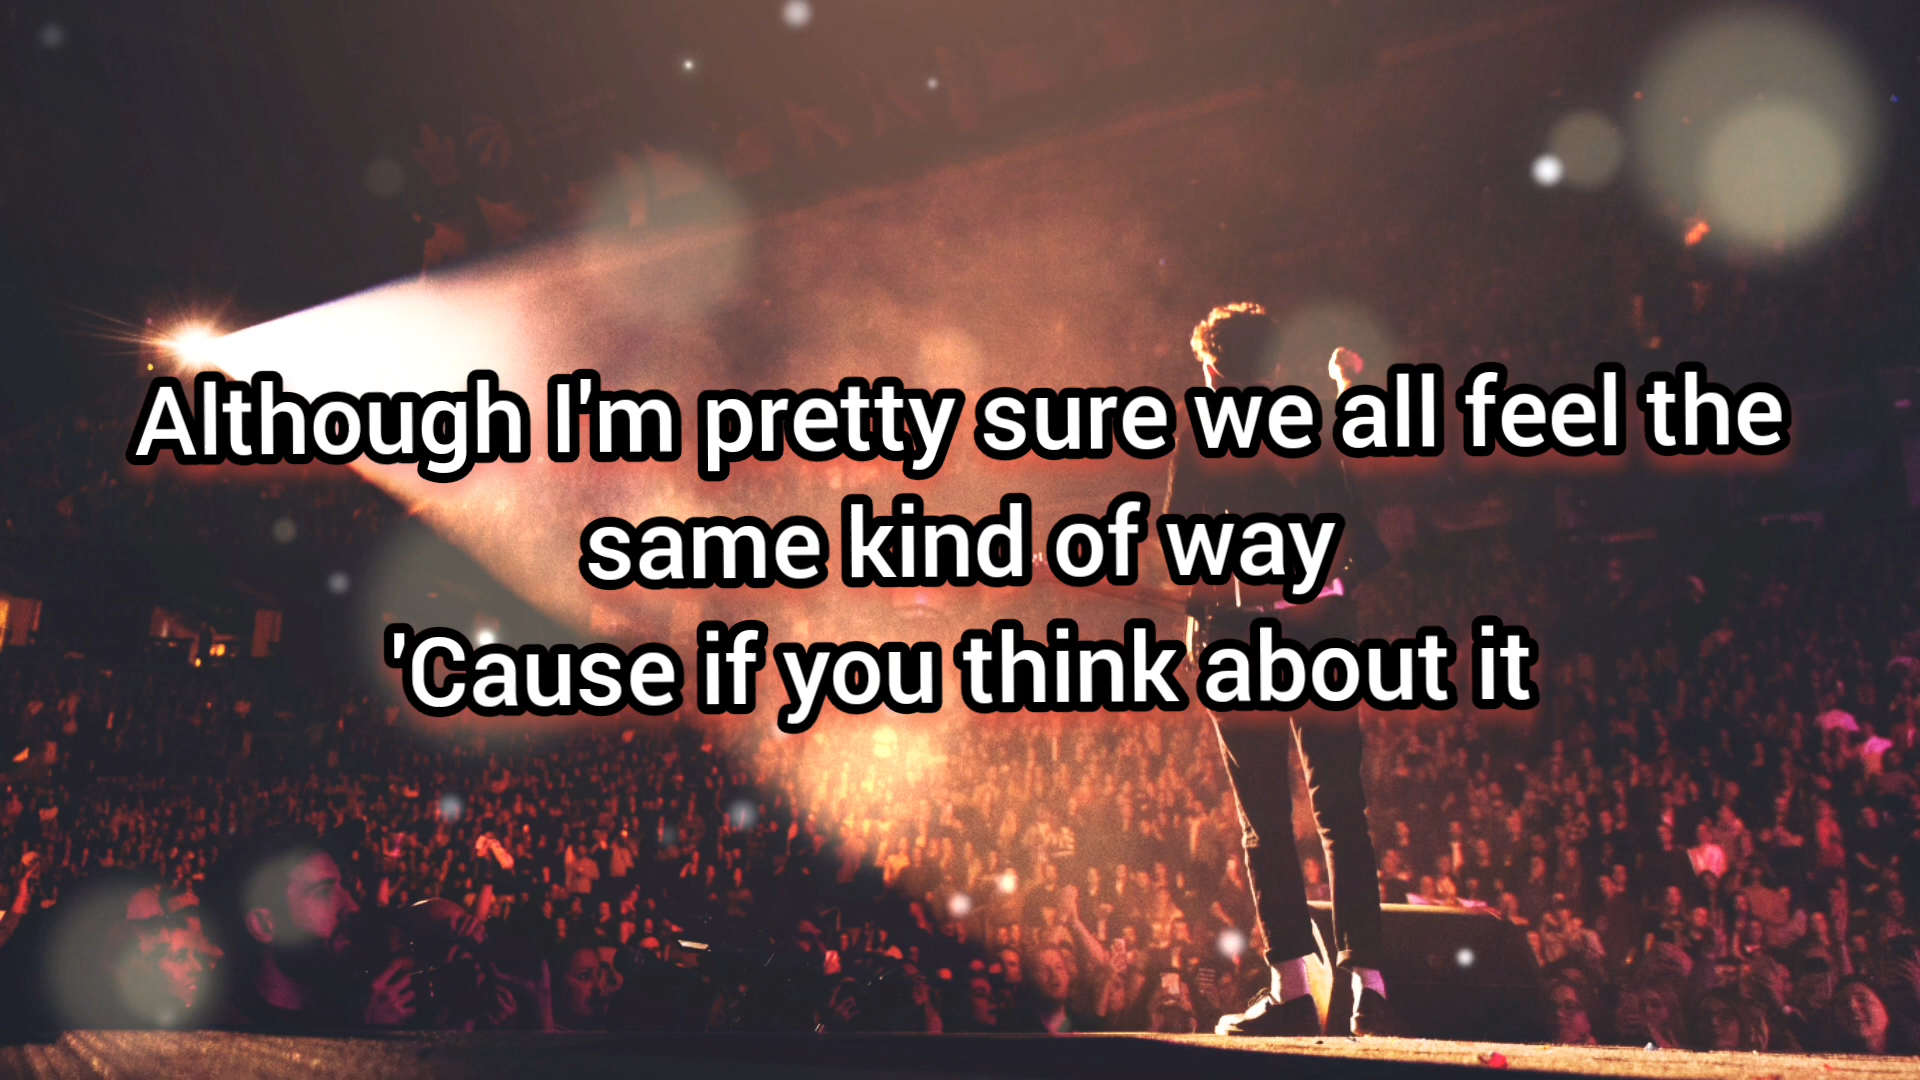 Although I'm pretty sure we all feel the
same kind of way
'Cause if you think about it